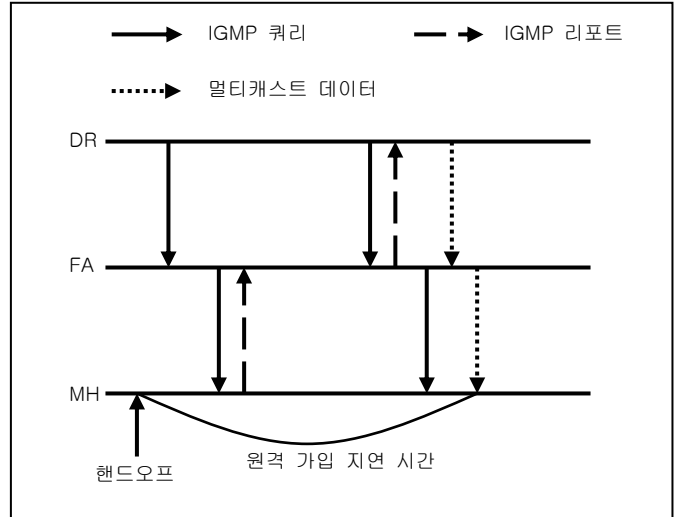 IGMP 쿼리
IGMP 리포트
멀티캐스트 데이터
DR
FA
MH
원격 가입 지연 시간
핸드오프